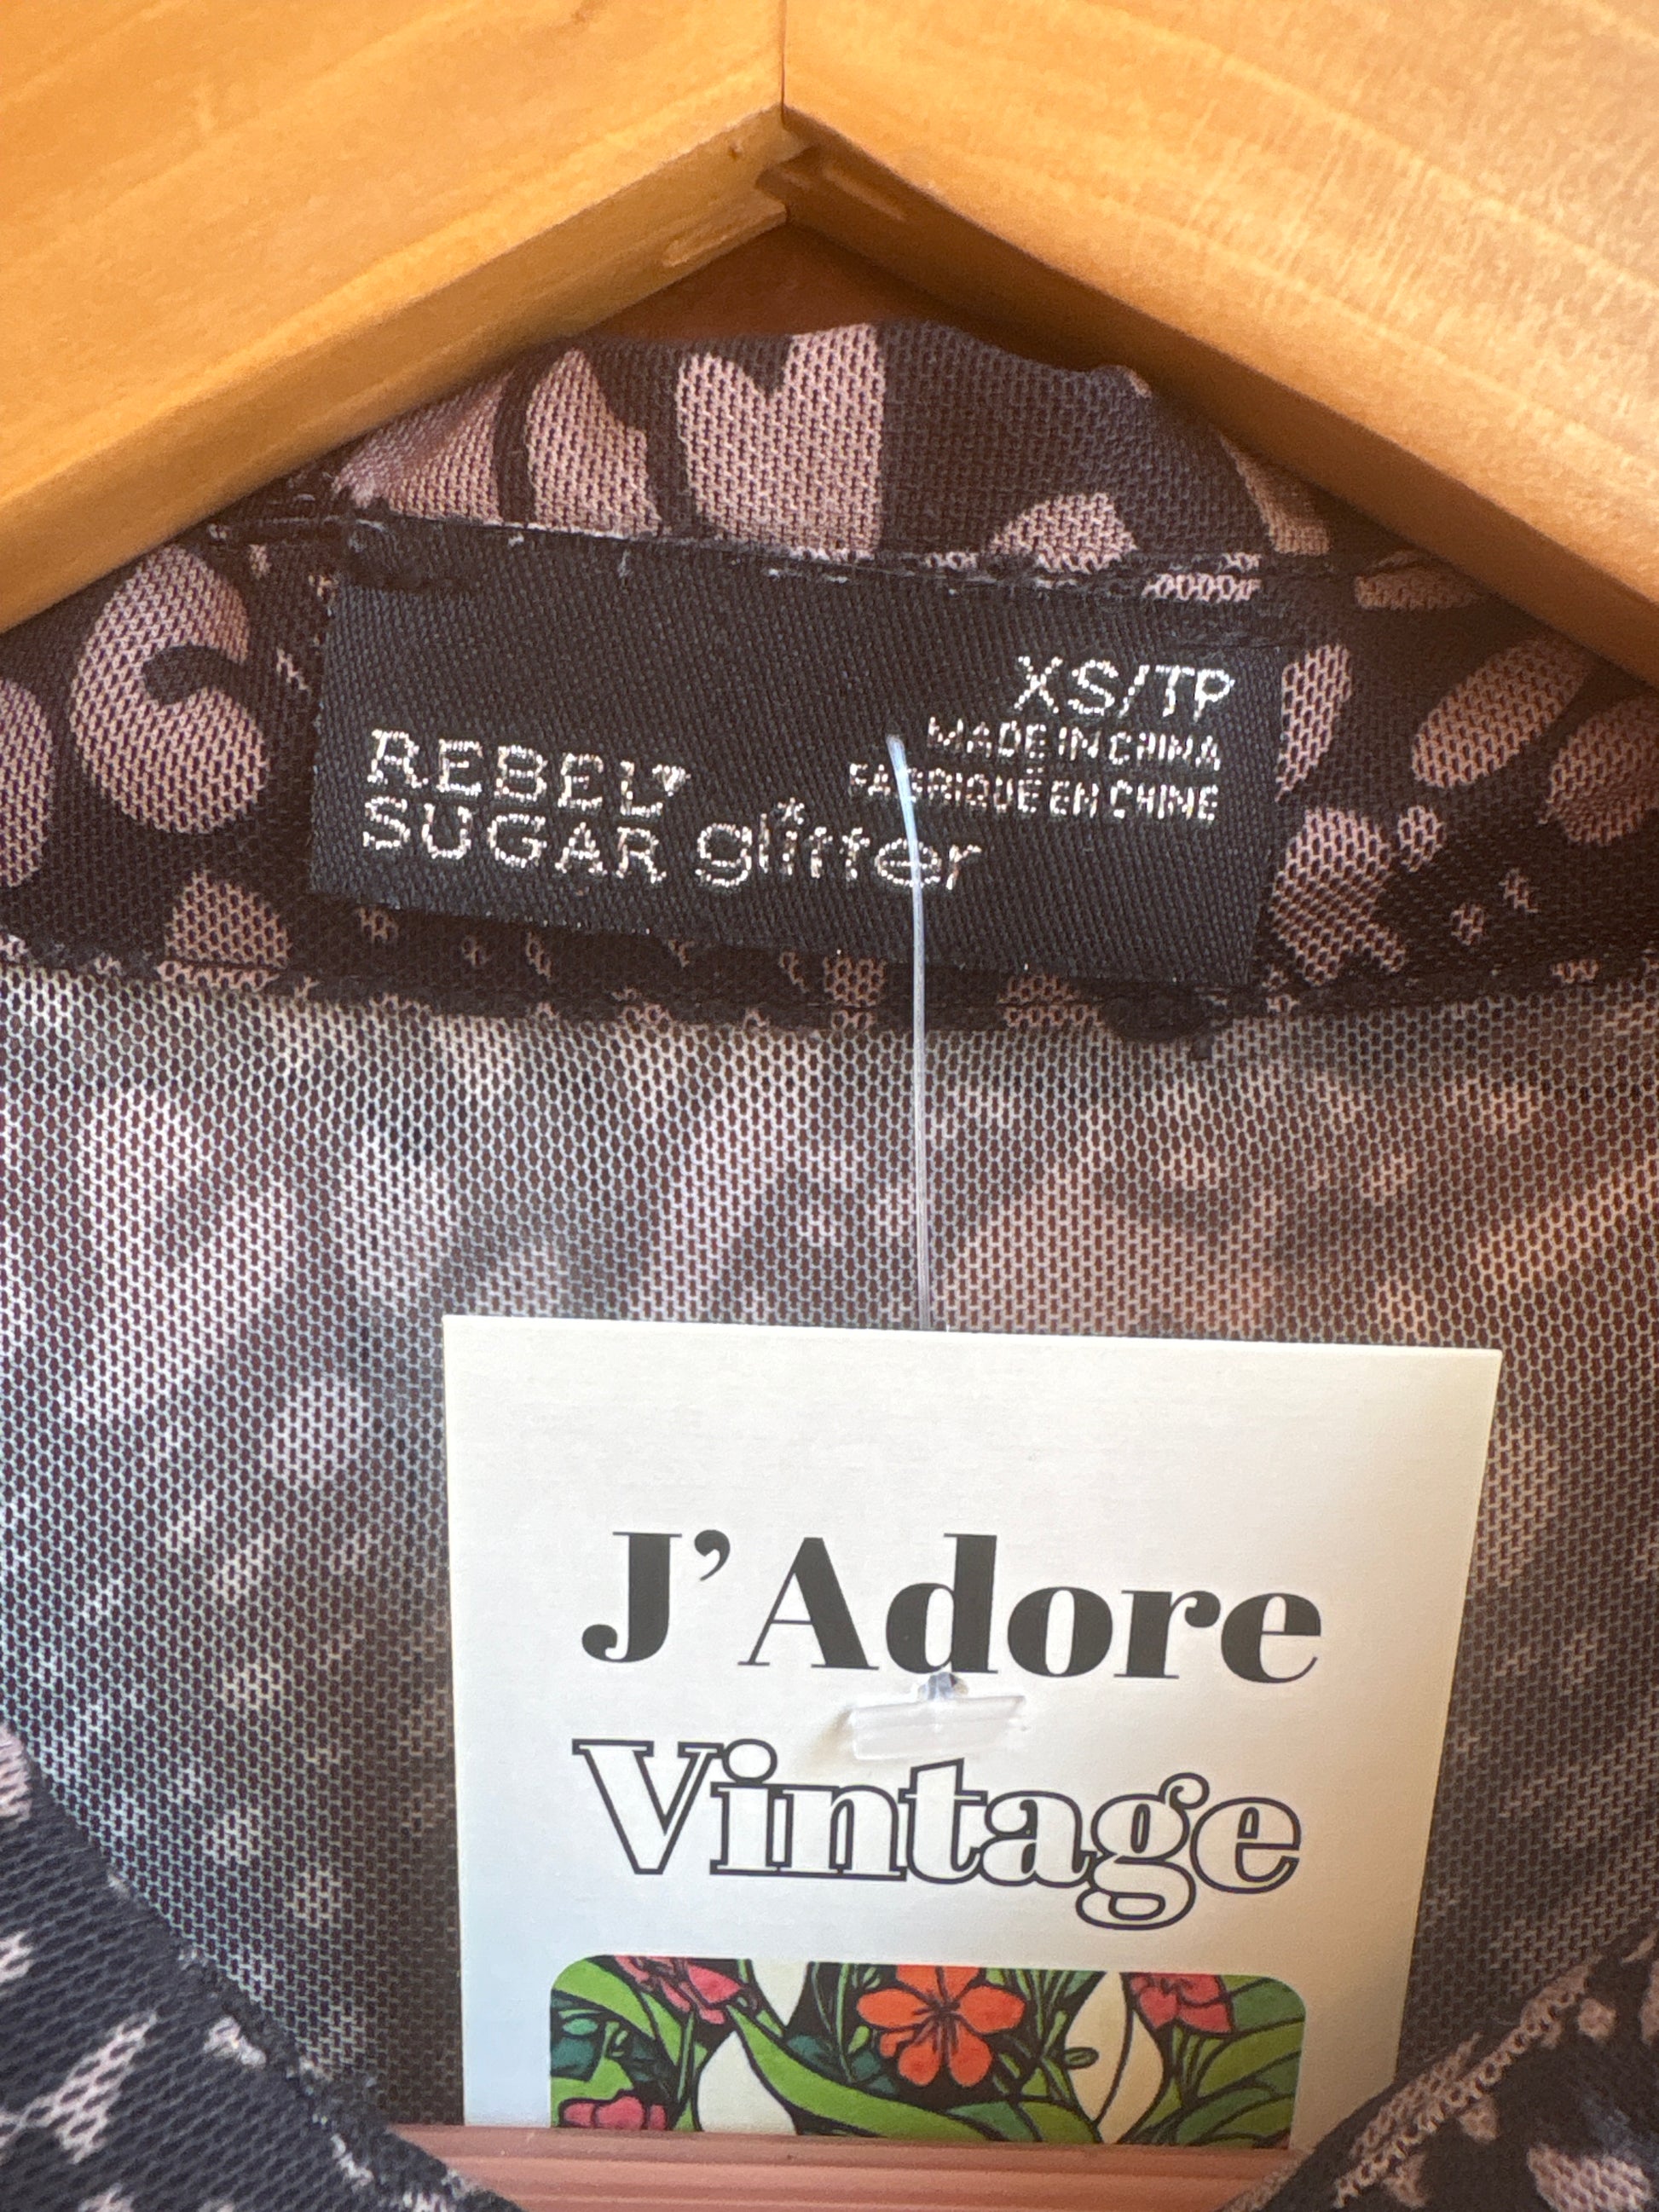 XS/TP
MADE IN CHINA
FABRIQUÉ EN CHINE
REBEL
SUGAR glitter
J'Adore
Vintage